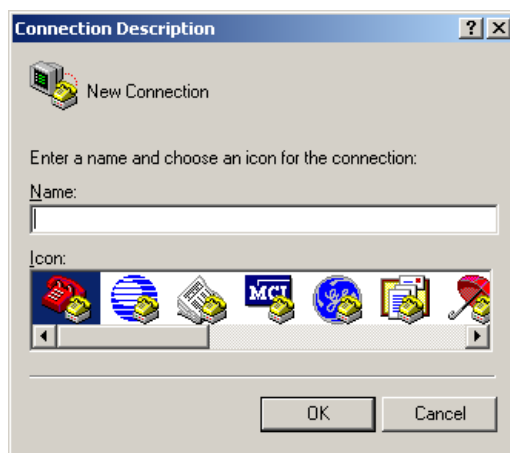 Connection Description
New Connection
Enter a name and choose an icon for the connection:
Name:
Icon:
MCI
OK
Cancel